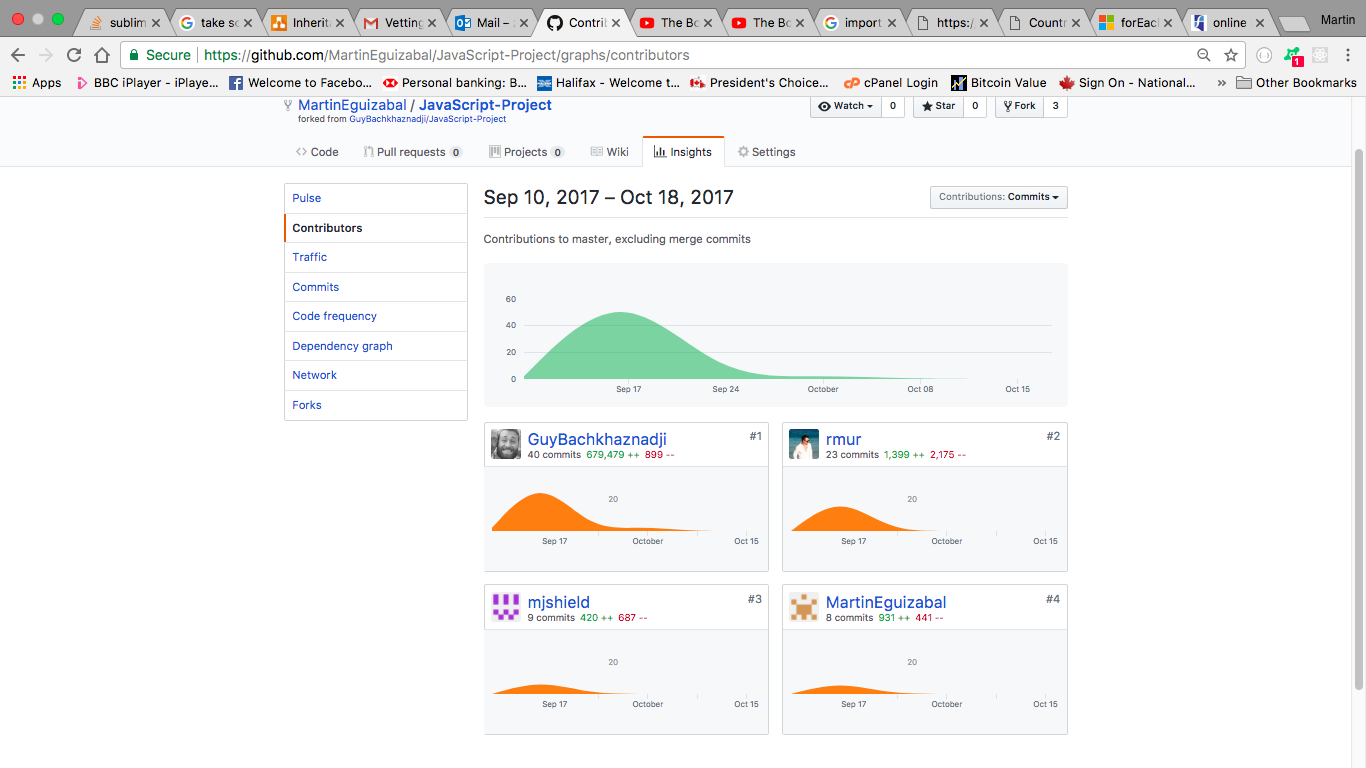 sublim
take sc
Inherita
Vetting
Mail –
Contrib
The Bo
The Bo
import
https:/
Countr
forEach
online
Martin
Secure https://github.com/MartinEguizabal/JavaScript-Project/graphs/contributors
Apps BBC iPlayer - iPlaye... Welcome to Facebo... Personal banking: B... Halifax - Welcome t... President's Choice... cPanel Login Bitcoin Value Sign On - National... » Other Bookmarks
1
MartinEguizabal / JavaScript-Project
forked from GuyBachkhaznadji/JavaScript-Project
Watch 0 Star 0 Fork 3
Code Pull requests 0 Projects 0 Wiki Insights Settings
Pulse
Contributors
Traffic
Commits
Code frequency
Dependency graph
Network
Forks
Sep 10, 2017 – Oct 18, 2017
Contributions: Commits
Contributions to master, excluding merge commits
60
40
20
0
Sep 17 Sep 24 October Oct 08 Oct 15
GuyBachkhaznadji #1
40 commits 679,479 ++ 899 --
20
Sep 17 October Oct 15
rmur #2
23 commits 1,399 ++ 2,175 --
20
Sep 17 October Oct 15
mjshield #3
9 commits 420 ++ 687 --
20
Sep 17 October Oct 15
MartinEguizabal #4
8 commits 931 ++ 441 --
20
Sep 17 October Oct 15